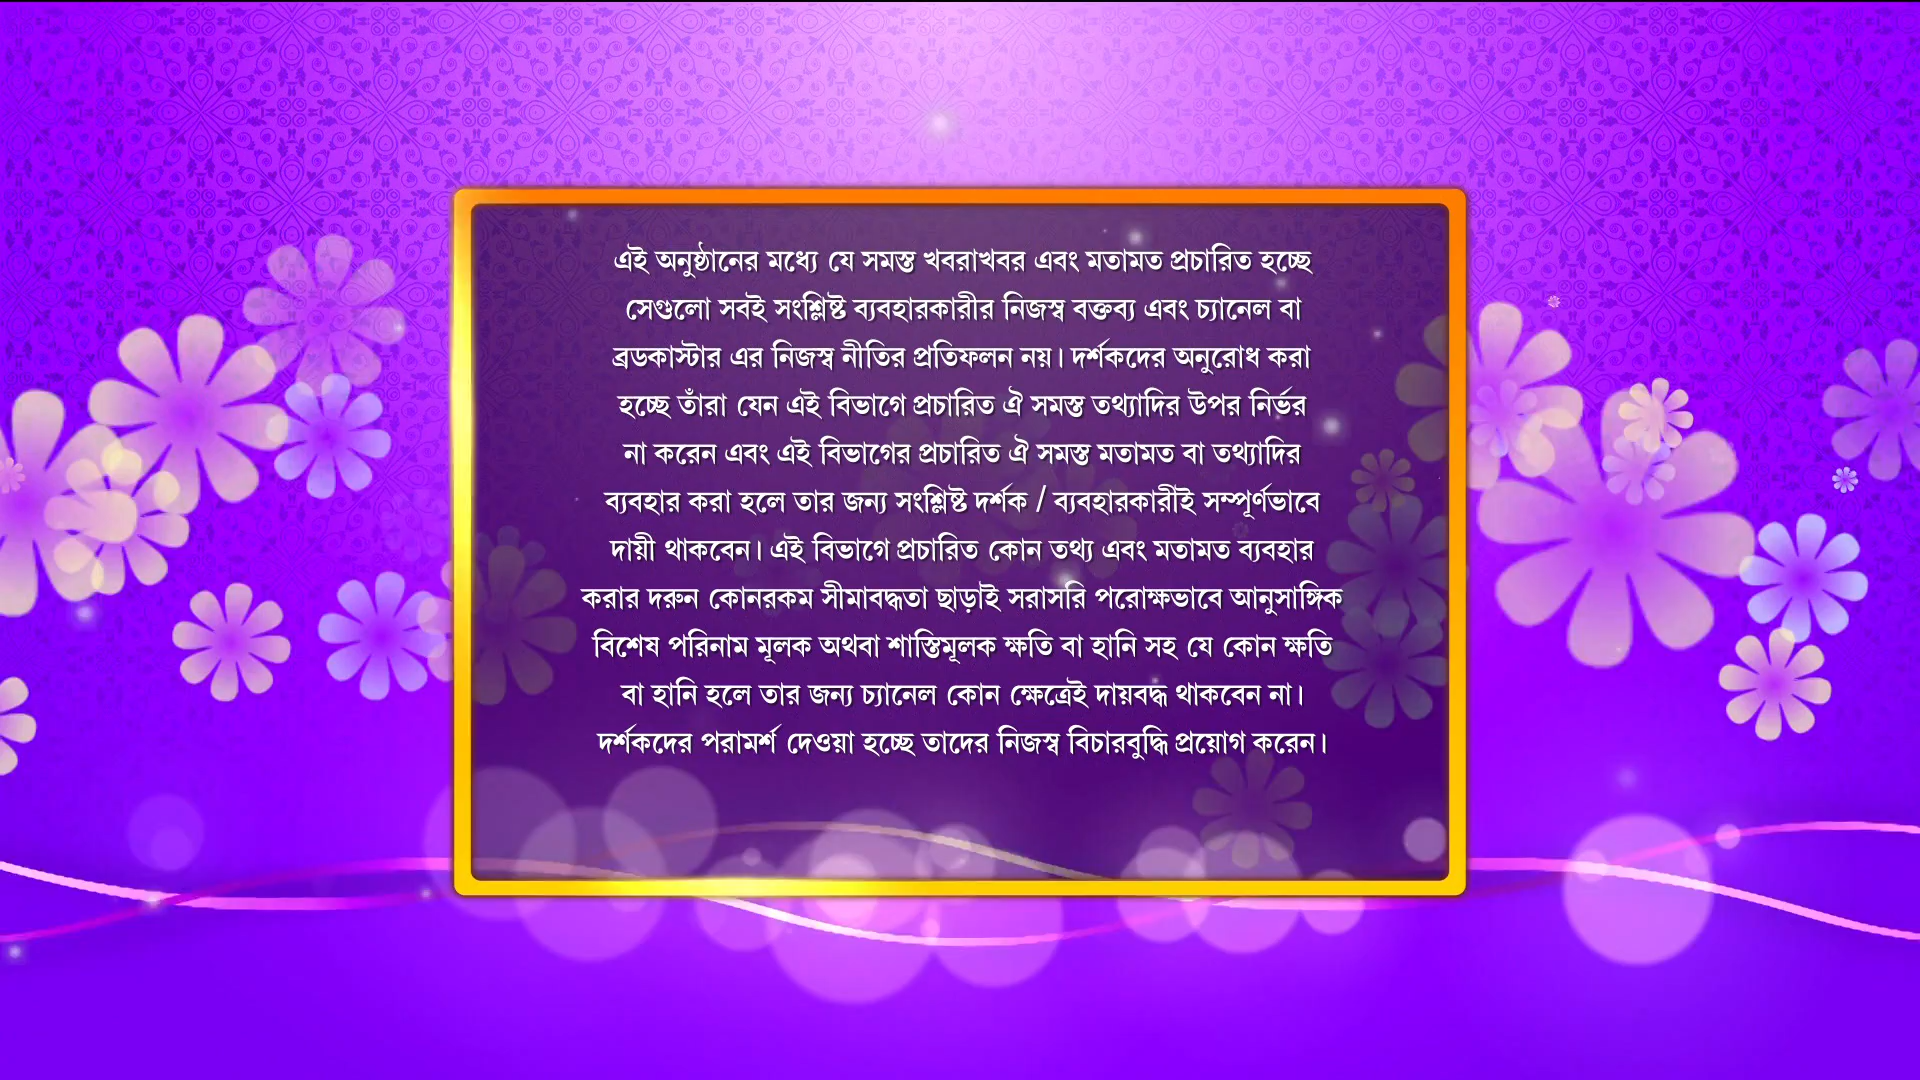 এই অনুষ্ঠানের মধ্যে যে সমস্ত খবরাখবর এবং মতামত প্রচারিত হচ্ছে
সেগুলো সবই সংশ্লিষ্ট ব্যবহারকারীর নিজস্ব বক্তব্য এবং চ্যানেল বা
ব্রডকাস্টার এর নিজস্ব নীতির প্রতিফলন নয়। দর্শকদের অনুরোধ করা
হচ্ছে তাঁরা যেন এই বিভাগে প্রচারিত ঐ সমস্ত তথ্যাদির উপর নির্ভর
না করেন এবং এই বিভাগের প্রচারিত ঐ সমস্ত মতামত বা তথ্যাদির
ব্যবহার করা হলে তার জন্য সংশ্লিষ্ট দর্শক / ব্যবহারকারীই সম্পূর্ণভাবে
দায়ী থাকবেন। এই বিভাগে প্রচারিত কোন তথ্য এবং মতামত ব্যবহার
করার দরুন কোনরকম সীমাবদ্ধতা ছাড়াই সরাসরি পরোক্ষভাবে আনুসাঙ্গিক
বিশেষ পরিনাম মূলক অথবা শাস্তিমূলক ক্ষতি বা হানি সহ যে কোন ক্ষতি
বা হানি হলে তার জন্য চ্যানেল কোন ক্ষেত্রেই দায়বদ্ধ থাকবেন না।
দর্শকদের পরামর্শ দেওয়া হচ্ছে তাদের নিজস্ব বিচারবুদ্ধি প্রয়োগ করেন।